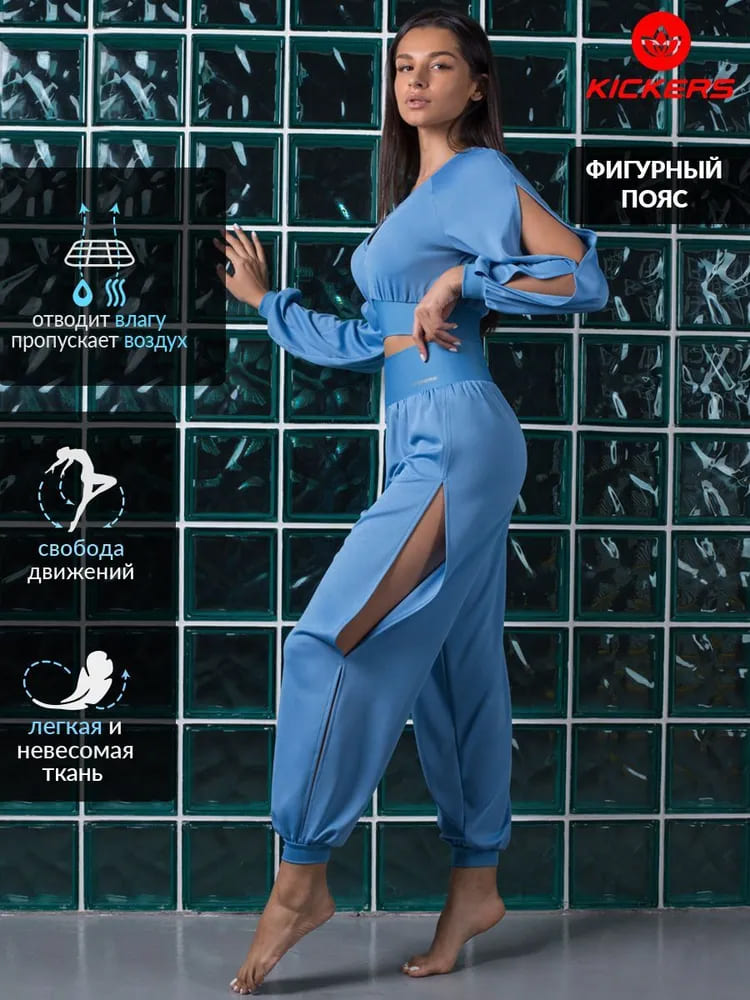 KICKERS
ФИГУРНЫЙ
ПОЯС
отводит влагу
пропускает воздух
свобода
движений
легкая и
невесомая
ткань